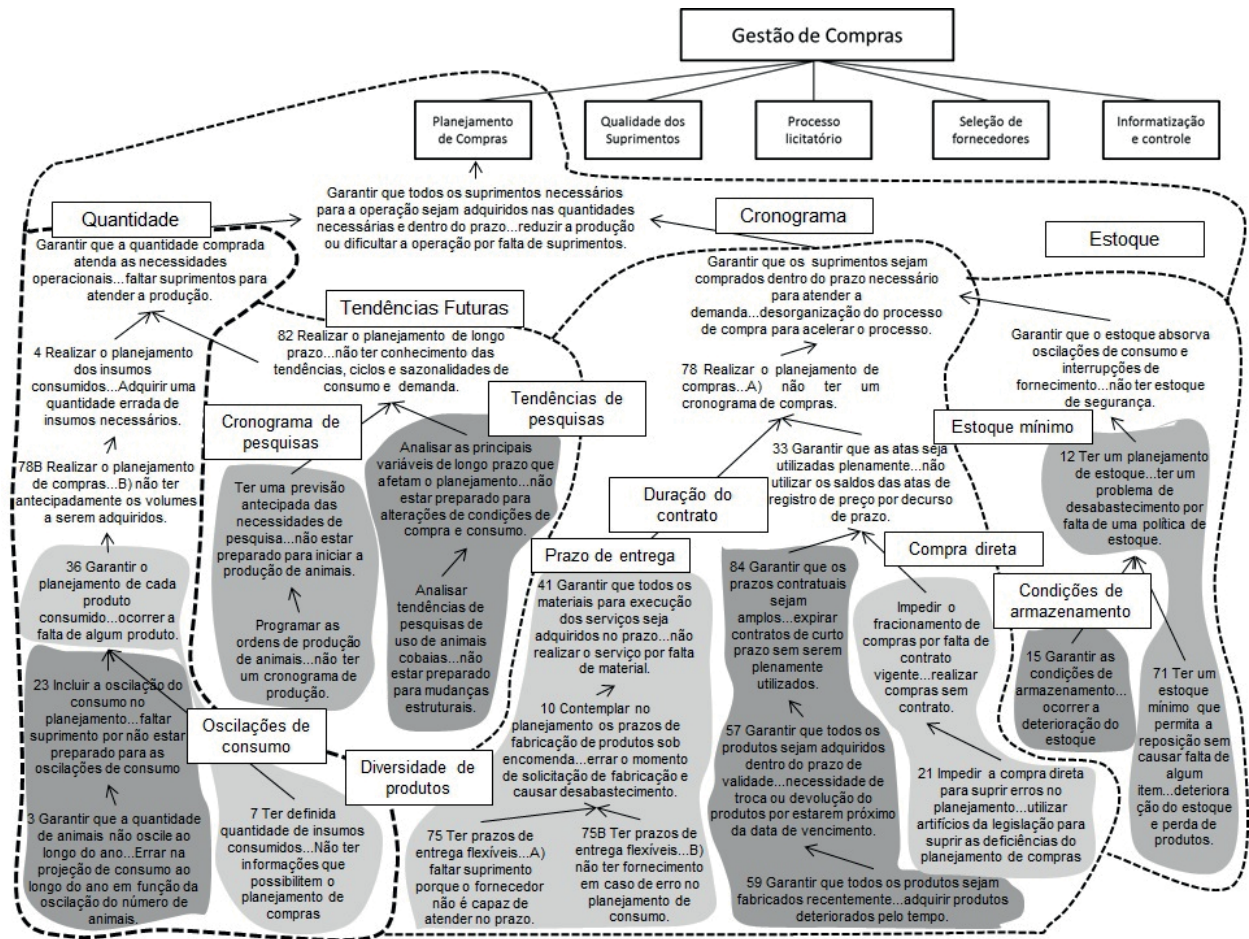 Gestão de Compras
Planejamento
de Compras
Qualidade dos
Suprimentos
Processo
licitatório
Seleção de
fornecedores
Informatização
e controle
Garantir que todos os suprimentos necessários
para a operação sejam adquiridos nas quantidades
necessárias e dentro do prazo...reduzir a produção
ou dificultar a operação por falta de suprimentos.
Quantidade
Garantir que a quantidade comprada
atenda as necessidades
operacionais...faltar suprimentos para
atender a produção.
4 Realizar o planejamento
dos insumos
consumidos...Adquirir uma
quantidade errada de
insumos necessários.
78B Realizar o planejamento
de compras...B) não ter
antecipadamente os volumes
a serem adquiridos.
36 Garantir o
planejamento de cada
produto
consumido...ocorrer a
falta de algum produto.
23 Incluir a oscilação do
consumo no
planejamento...faltar
suprimento por não estar
preparado para as
oscilações de consumo
3 Garantir que a quantidade
de animais não oscile ao
longo do ano...Errar na
projeção de consumo ao
longo do ano em função da
oscilação do número de
animais.
Oscilações de
consumo
7 Ter definida
quantidade de insumos
consumidos...Não ter
informações que
possibilitem o
planejamento de
compras
Diversidade de
produtos
Tendências Futuras
82 Realizar o planejamento de longo
prazo...não ter conhecimento das
tendências, ciclos e sazonalidades de
consumo e demanda.
Cronograma de
pesquisas
Ter uma previsão
antecipada das
necessidades de
pesquisa...não estar
preparado para iniciar a
produção de animais.
Programar as
ordens de produção
de animais...não ter
um cronograma de
produção.
Tendências de
pesquisas
Analisar as principais
variáveis de longo prazo que
afetam o planejamento...não
estar preparado para
alterações de condições de
compra e consumo.
Analisar
tendências de
pesquisas de
uso de animais
cobaias...não
estar preparado
para mudanças
estruturais.
Cronograma
Garantir que os suprimentos sejam
comprados dentro do prazo necessário
para atender a
demanda...desorganização do processo
de compra para acelerar o processo.
78 Realizar o planejamento de
compras...A) não ter um
cronograma de compras.
Duração do
contrato
33 Garantir que as atas seja
utilizadas plenamente...não
utilizar os saldos das atas de
registro de preço por decurso
de prazo.
Prazo de entrega
41 Garantir que todos os
materiais para execução
dos serviços seja
adquiridos no prazo...não
realizar o serviço por falta
de material.
10 Contemplar no
planejamento os prazos de
fabricação de produtos sob
encomenda...errar o momento
de solicitação de fabricação e
causar desabastecimento.
75 Ter prazos de
entrega flexíveis...A)
faltar suprimento
porque o fornecedor
não é capaz de
atender no prazo.
75B Ter prazos de
entrega flexíveis...B)
não ter fornecimento
em caso de erro no
planejamento de
consumo.
84 Garantir que os
prazos contratuais
sejam
amplos...expirar
contratos de curto
prazo sem serem
plenamente
utilizados.
57 Garantir que todos os
produtos sejam adquiridos
dentro do prazo de
validade...necessidade de
troca ou devolução do
produtos por estarem próximo
da data de vencimento.
59 Garantir que todos os produtos sejam
fabricados recentemente...adquirir produtos
deteriorados pelo tempo.
Compra direta
Impedir o
fracionamento de
compras por falta de
contrato
vigente...realizar
compras sem
contrato.
21 Impedir a compra direta
para suprir erros no
planejamento...utilizar
artifícios da legislação para
suprir as deficiências do
planejamento de compras
Estoque
Garantir que o estoque absorva
oscilações de consumo e
interrupções de
fornecimento...não ter estoque
de segurança.
Estoque mínimo
12 Ter um planejamento
de estoque...ter um
problema de
desabastecimento por
falta de uma política de
estoque.
Condições de
armazenamento
15 Garantir as
condições de
armazenamento...
ocorrer a
deterioração do
estoque
71 Ter um
estoque
mínimo que
permita a
reposição sem
causar falta de
algum
item...deteriora
ção do estoque
e perda de
produtos.